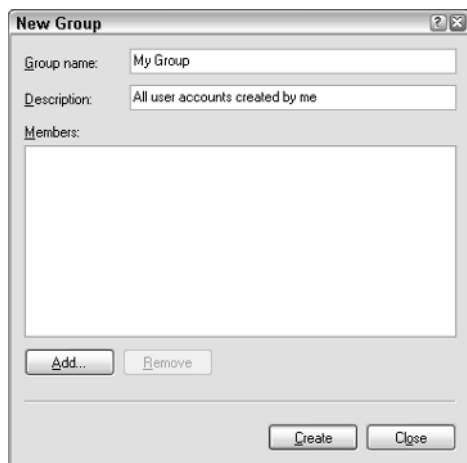 New Group
Group name: My Group
Description: All user accounts created by me
Members:
Add... Remove
Create Close